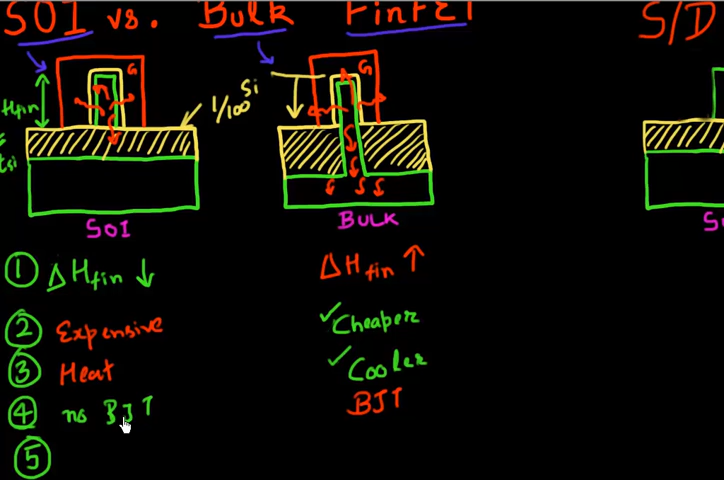 SOI vs. Bulk FinFET
S/D
G
G
Hfin
1/100 Si
tsi
n
SOI
BULK
① ΔHfin ↓
ΔHfin ↑
② Expensive
✓Cheaper
③ Heat
✓Cooler
④ no BJT
BJT
⑤